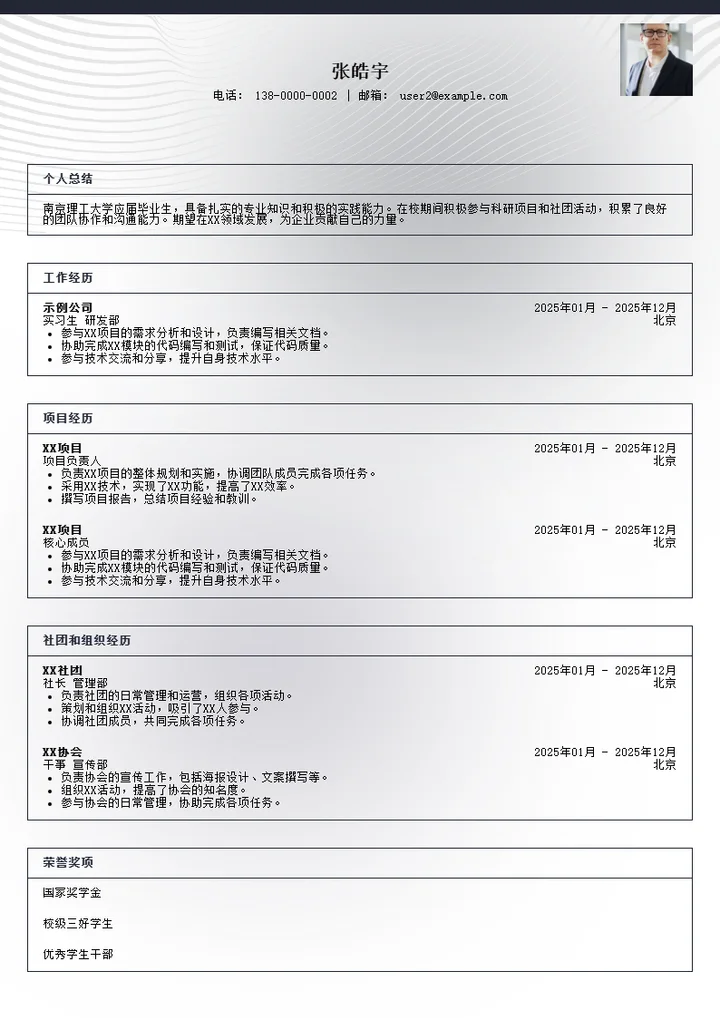 张皓宇
电话： 138-0000-0002 | 邮箱： user2@example.com
个人总结
南京理工大学应届毕业生，具备扎实的专业知识和积极的实践能力。在校期间积极参与科研项目和社团活动，积累了良好
的团队协作和沟通能力。期望在XX领域发展，为企业贡献自己的力量。
工作经历
示例公司 2025年01月 - 2025年12月
实习生 研发部 北京
• 参与XX项目的需求分析和设计，负责编写相关文档。
• 协助完成XX模块的代码编写和测试，保证代码质量。
• 参与技术交流和分享，提升自身技术水平。
项目经历
XX项目 2025年01月 - 2025年12月
项目负责人 北京
• 负责XX项目的整体规划和实施，协调团队成员完成各项任务。
• 采用XX技术，实现了XX功能，提高了XX效率。
• 撰写项目报告，总结项目经验和教训。
XX项目 2025年01月 - 2025年12月
核心成员 北京
• 参与XX项目的需求分析和设计，负责编写相关文档。
• 协助完成XX模块的代码编写和测试，保证代码质量。
• 参与技术交流和分享，提升自身技术水平。
社团和组织经历
XX社团 2025年01月 - 2025年12月
社长 管理部 北京
• 负责社团的日常管理和运营，组织各项活动。
• 策划和组织XX活动，吸引了XX人参与。
• 协调社团成员，共同完成各项任务。
XX协会 2025年01月 - 2025年12月
干事 宣传部 北京
• 负责协会的宣传工作，包括海报设计、文案撰写等。
• 组织XX活动，提高了协会的知名度。
• 参与协会的日常管理，协助完成各项任务。
荣誉奖项
国家奖学金
校级三好学生
优秀学生干部